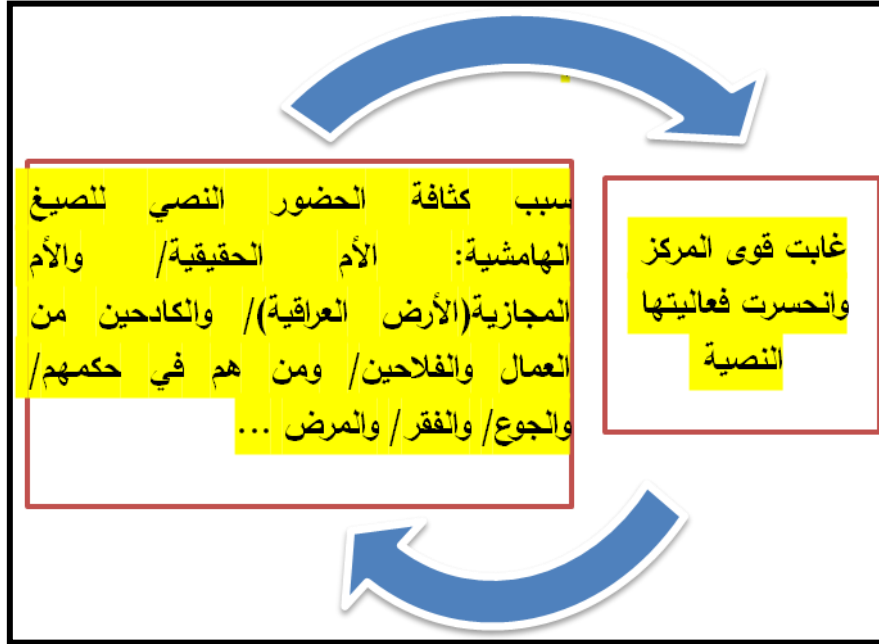 غابت قوى المركز
وانحسرت فعاليتها
النصية
سبب كثافة الحضور النصي للصيغ
الهامشية: الأم الحقيقية/ والأم
المجازية(الأرض العراقية)/ والكادحين من
العمال والفلاحين/ ومن هم في حكمهم/
والجوع/ والفقر/ والمرض ...